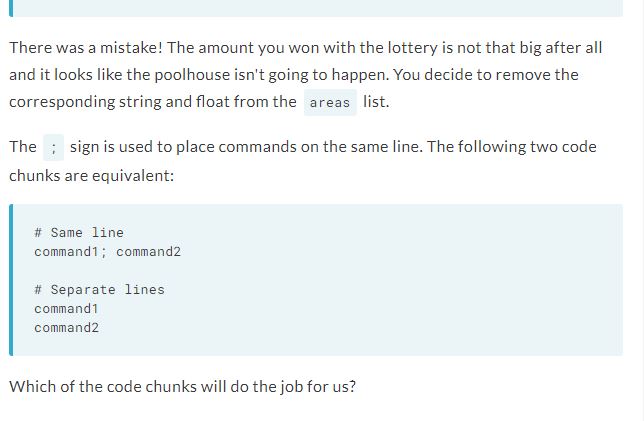 There was a mistake! The amount you won with the lottery is not that big after all
and it looks like the poolhouse isn't going to happen. You decide to remove the
corresponding string and float from the areas list.
The ; sign is used to place commands on the same line. The following two code
chunks are equivalent:
# Same line
command1; command2
# Separate lines
command1
command2
Which of the code chunks will do the job for us?